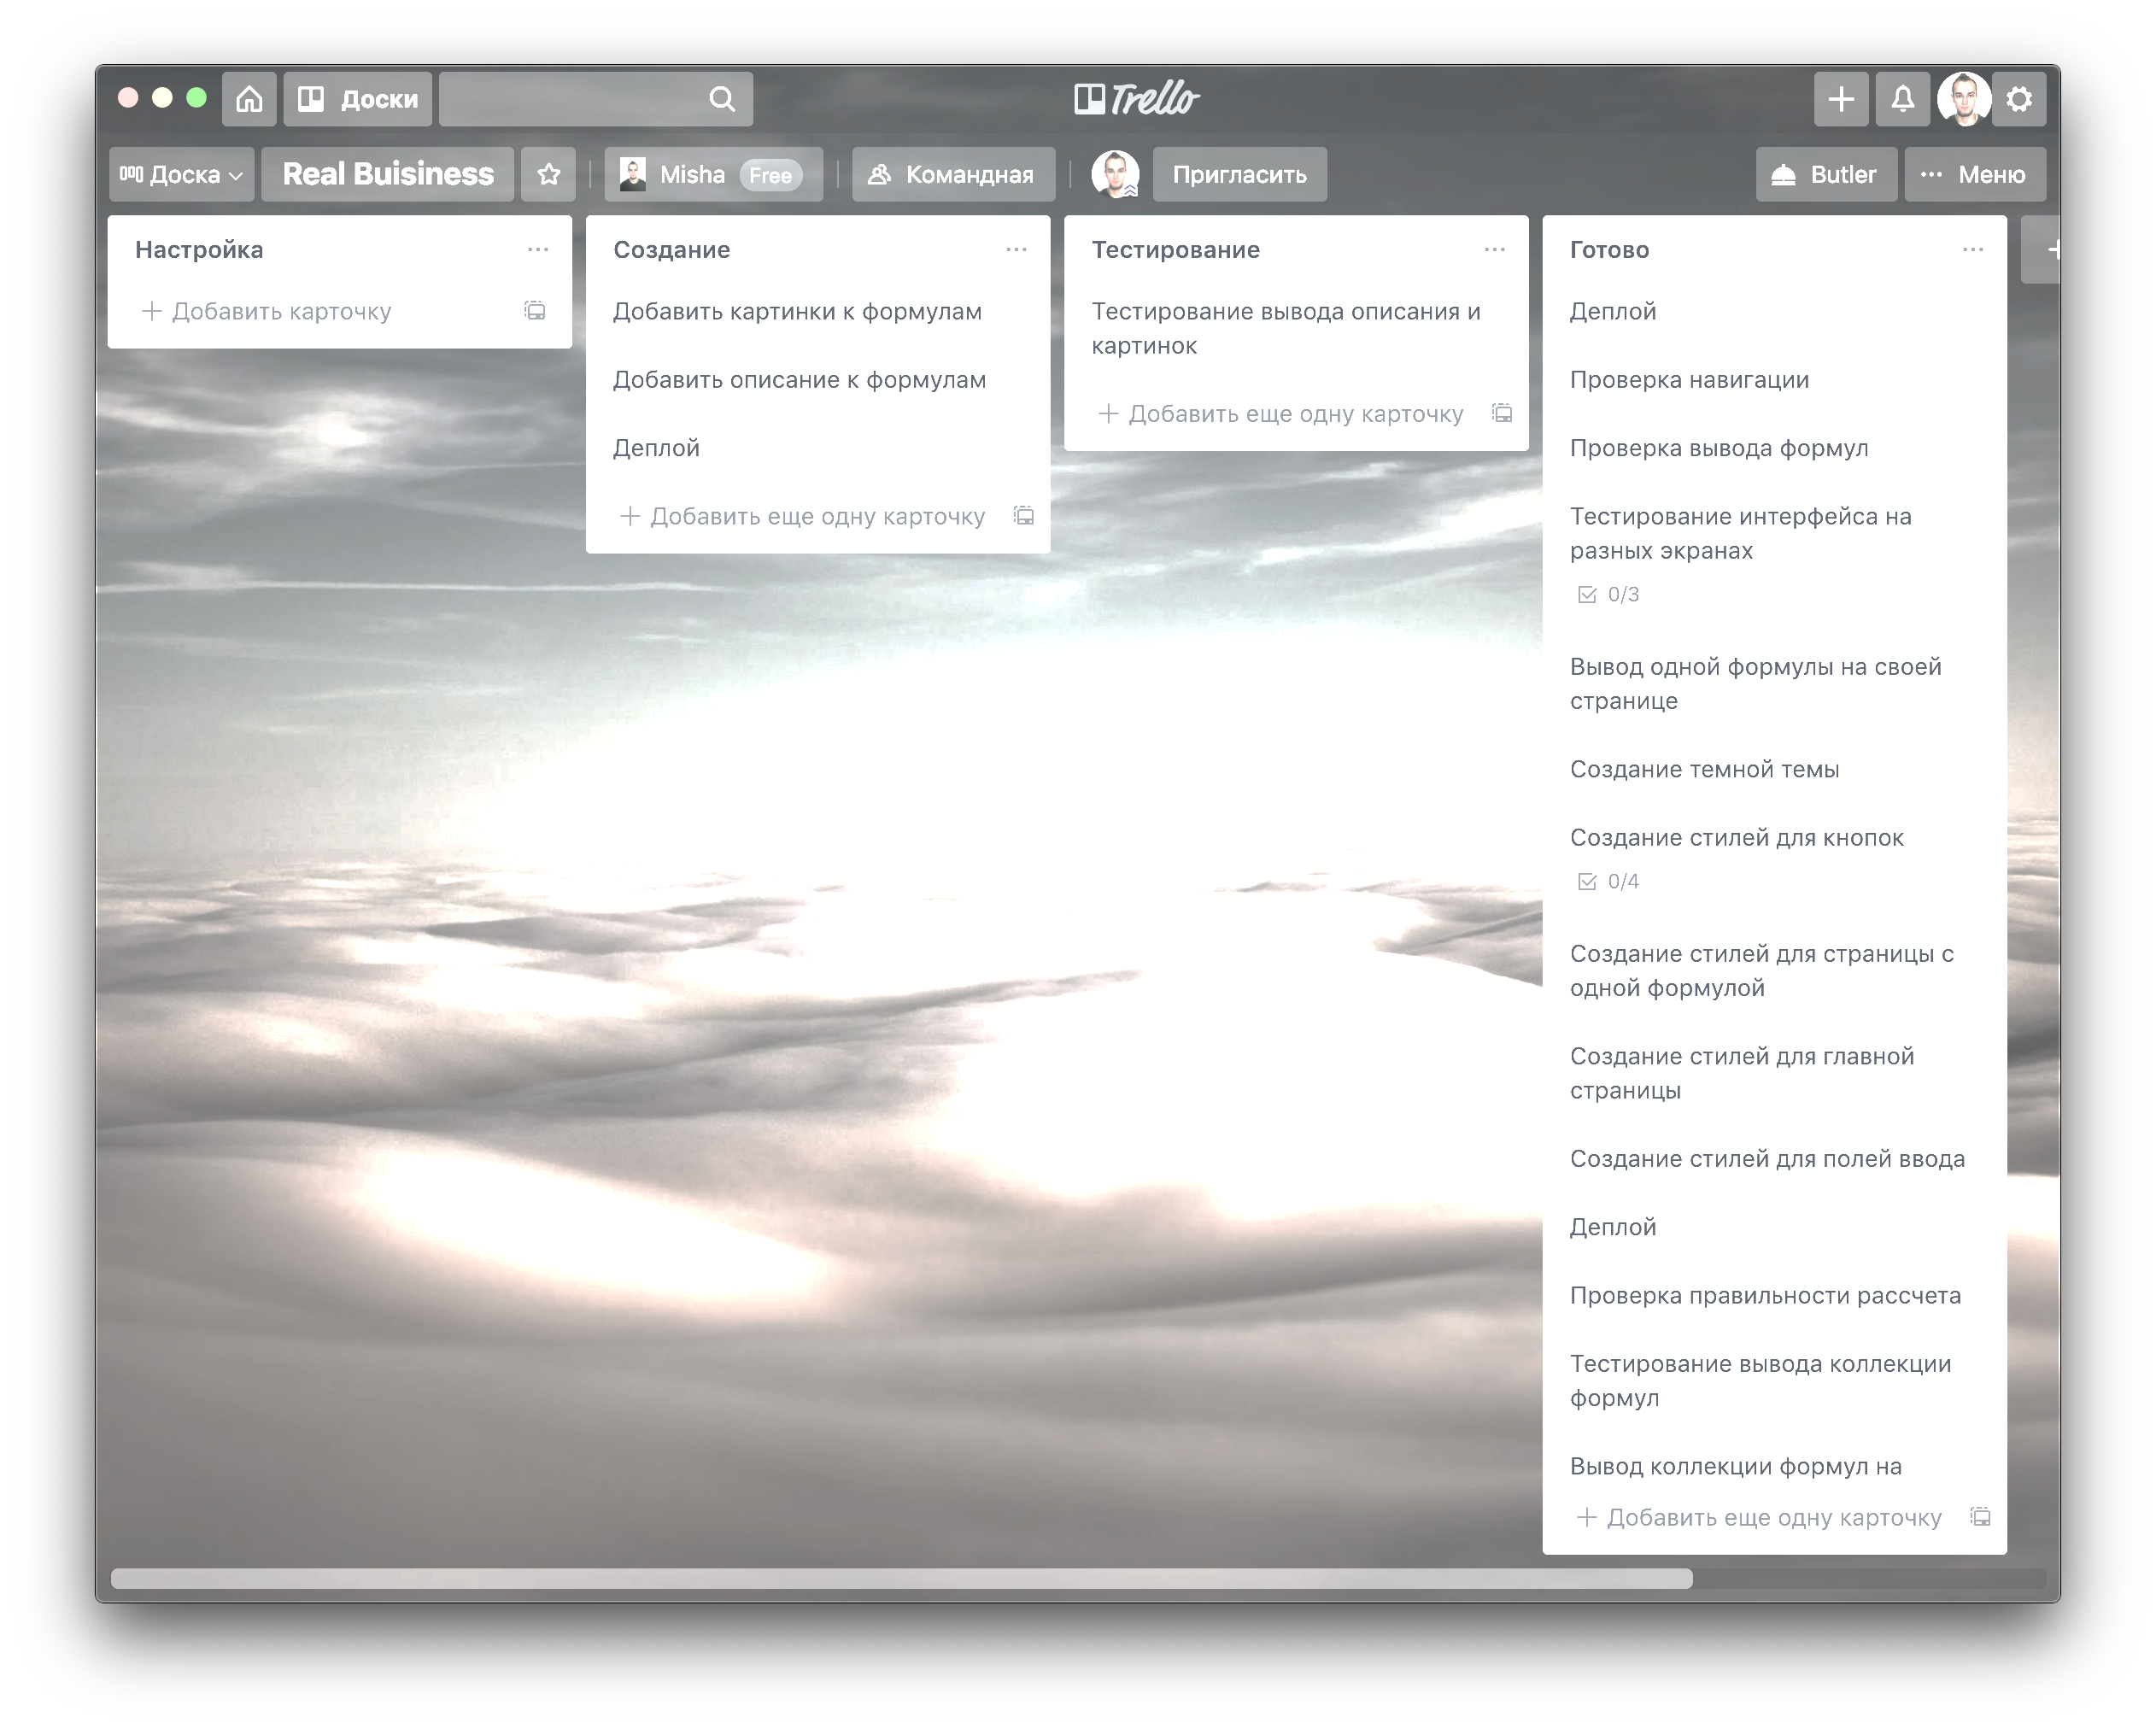 Доски
Trello
Доска
Real Buisiness
Misha Free
Командная
Пригласить
Butler
Меню
Настройка
Добавить карточку
Создание
Добавить картинки к формулам
Добавить описание к формулам
Деплой
Добавить еще одну карточку
Тестирование
Тестирование вывода описания и
картинок
Добавить еще одну карточку
Готово
Деплой
Проверка навигации
Проверка вывода формул
Тестирование интерфейса на
разных экранах
0/3
Вывод одной формулы на своей
странице
Создание темной темы
Создание стилей для кнопок
0/4
Создание стилей для страницы с
одной формулой
Создание стилей для главной
страницы
Создание стилей для полей ввода
Деплой
Проверка правильности рассчета
Тестирование вывода коллекции
формул
Вывод коллекции формул на
Добавить еще одну карточку